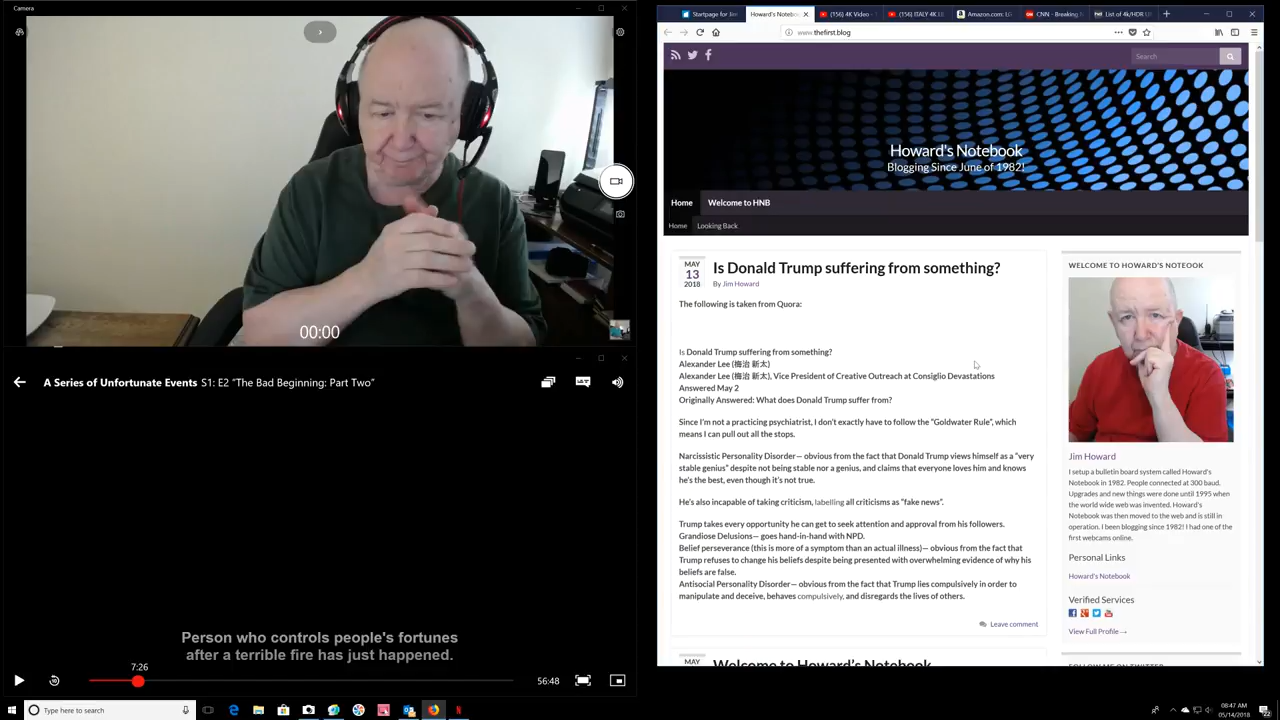 Camera
00:00
A Series of Unfortunate Events S1: E2 "The Bad Beginning: Part Two"
Person who controls people's fortunes
after a terrible fire has just happened.
7:26
56:48
Startpage for Jim
Howard's Notebook
(156) 4K Video -
(156) ITALY 4K
Amazon.com: LG
CNN - Breaking
List of 4k/HDR
www.thefirst.blog
Search
Howard's Notebook
Blogging Since June of 1982!
Home
Welcome to HNB
Home
Looking Back
MAY
13
2018
Is Donald Trump suffering from something?
By Jim Howard
The following is taken from Quora:
Is Donald Trump suffering from something?
Alexander Lee (梅治 新太)
Alexander Lee (梅治 新太), Vice President of Creative Outreach at Consiglio Devastations
Answered May 2
Originally Answered: What does Donald Trump suffer from?
Since I'm not a practicing psychiatrist, I don't exactly have to follow the "Goldwater Rule", which
means I can pull out all the stops.
Narcissistic Personality Disorder— obvious from the fact that Donald Trump views himself as a "very
stable genius" despite not being stable nor a genius, and claims that everyone loves him and knows
he's the best, even though it's not true.
He's also incapable of taking criticism, labelling all criticisms as "fake news".
Trump takes every opportunity he can get to seek attention and approval from his followers.
Grandiose Delusions— goes hand-in-hand with NPD.
Belief perseverance (this is more of a symptom than an actual illness)— obvious from the fact that
Trump refuses to change his beliefs despite being presented with overwhelming evidence of why his
beliefs are false.
Antisocial Personality Disorder— obvious from the fact that Trump lies compulsively in order to
manipulate and deceive, behaves compulsively, and disregards the lives of others.
Leave comment
MAY
Welcome to Howard's Notebook
WELCOME TO HOWARD'S NOTEOOK
Jim Howard
I setup a bulletin board system called Howard's
Notebook in 1982. People connected at 300 baud.
Upgrades and new things were done until 1995 when
the world wide web was invented. Howard's
Notebook was then moved to the web and is still in
operation. I been blogging since 1982! I had one of the
first webcams online.
Personal Links
Howard's Notebook
Verified Services
View Full Profile →
FOLLOW ME ON TWITTER
Type here to search
08:47 AM
05/14/2018